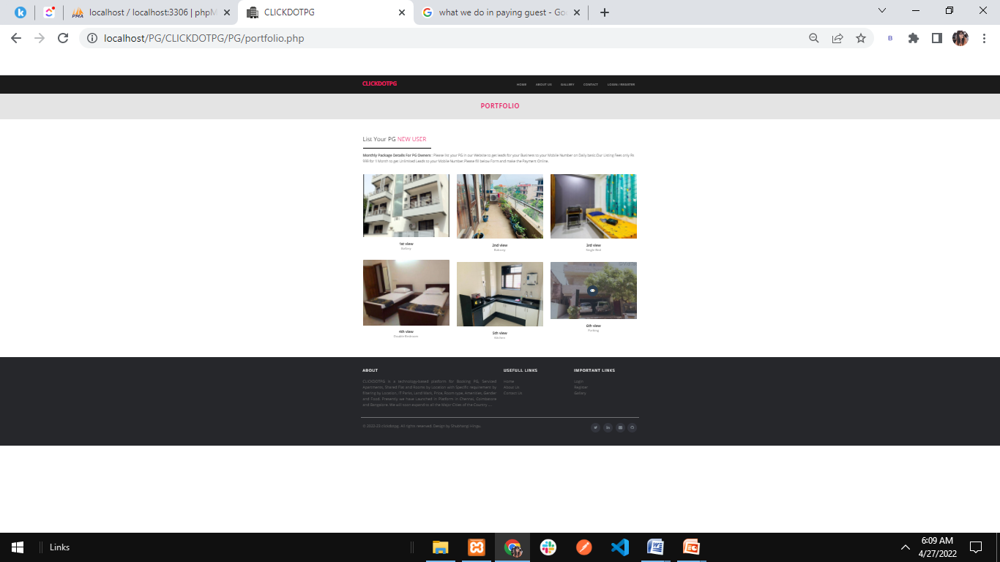 localhost / localhost:3306 | phpM
CLICKDOTPG
what we do in paying guest - Goo
localhost/PG/CLICKDOTPG/PG/portfolio.php
CLICKDOTPG
HOME ABOUT US GALLERY CONTACT LOGIN / REGISTER
PORTFOLIO
List Your PG NEW USER
Monthly Package Details For PG Owners : Please list your PG in our Website to get leads for your Business to your Mobile Number on Daily basic.Our Listing Fees only Rs
999 for 1 Month to get Unlimited Leads to your Mobile Number.Please fill below Form and make the Payment Online.
1st view
Gallery
2nd view
Balcony
3rd view
Single Bed
4th view
Double Bedroom
5th view
Kitchen
6th view
Parking
ABOUT
CLICKDOTPG is a technology-based platform for Booking PG, Serviced
Apartments, Shared Flat and Rooms by Location with Specific requirement by
Entering by Location, IT Parks, Land Mark, Price, Room type, Amenities, Gender
and Food. Presently we have Launched in Platform in Chennai, Coimbatore
and Bangalore. We will soon expand to all the Major Cities of the Country....
USEFULL LINKS
Home
About Us
Contact Us
IMPORTANT LINKS
Login
Register
Gallery
All rights reserved. Design by Shubhangi
Links
6:09 AM
4/27/2022